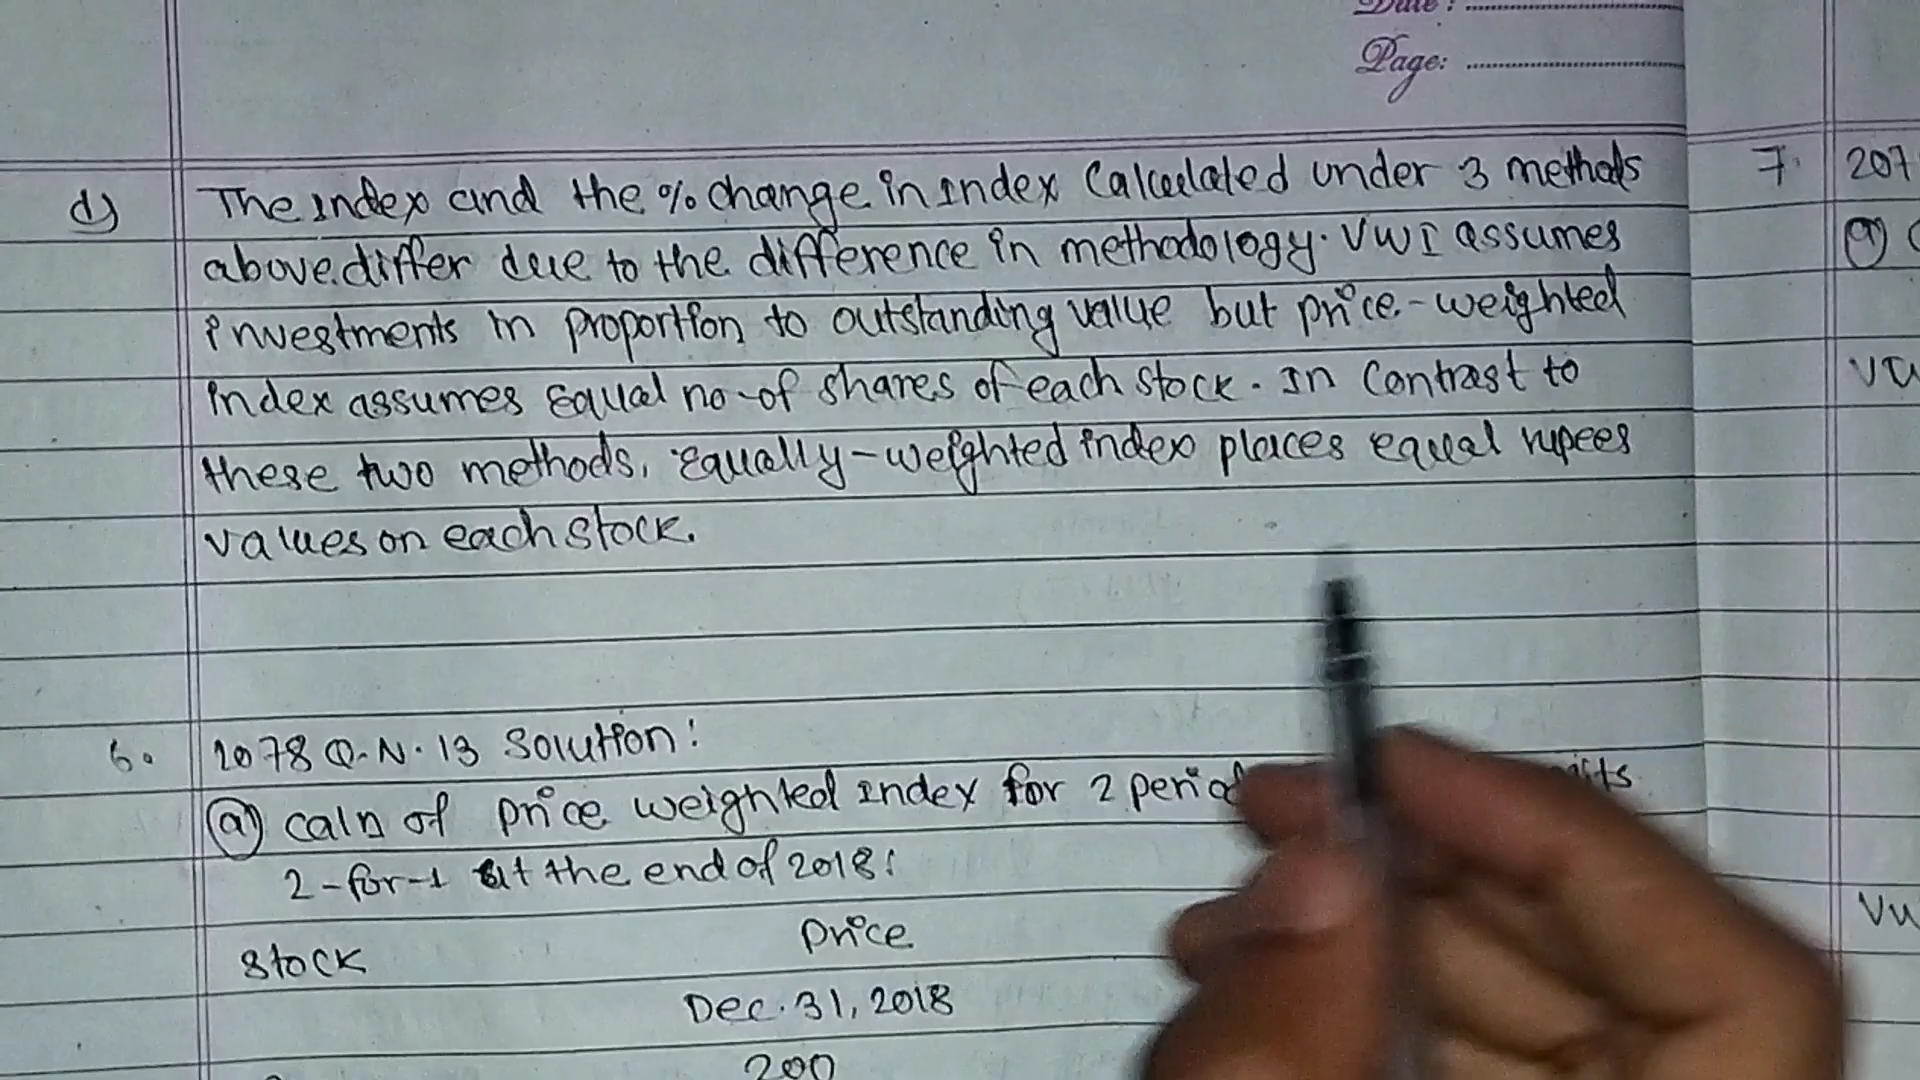 Date:
Page:
d) The Index and the % change in Index Calculated under 3 methods
above differ due to the difference in methodology. VWI assumes
investments in proportion to outstanding value but price-weighted
index assumes Equal no of shares of each stock. In Contrast to
these two methods, Equally-weighted index places equal rupees
values on each stock.
6. 2078 Q.N. 13 Solution:
(a) caln of price weighted Index for 2
2-for-1 at the end of 2018:
Stock Price
Dec. 31, 2018
200
7. 207
(a)